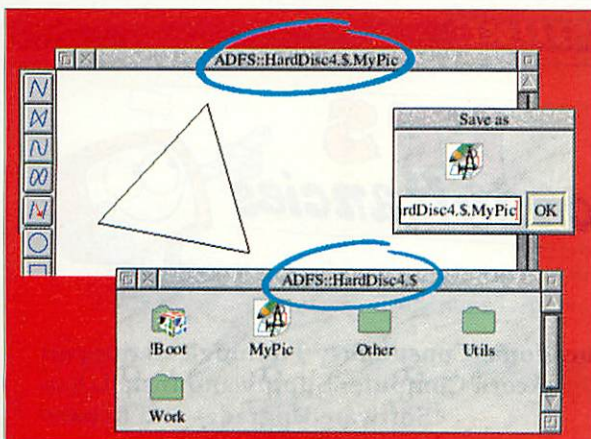 ADFS::HardDisc4.$.MyPic
Save as
rdDisc4.$.MyPic OK
ADFS::HardDisc4.$
!Boot MyPic Other Utils
Work